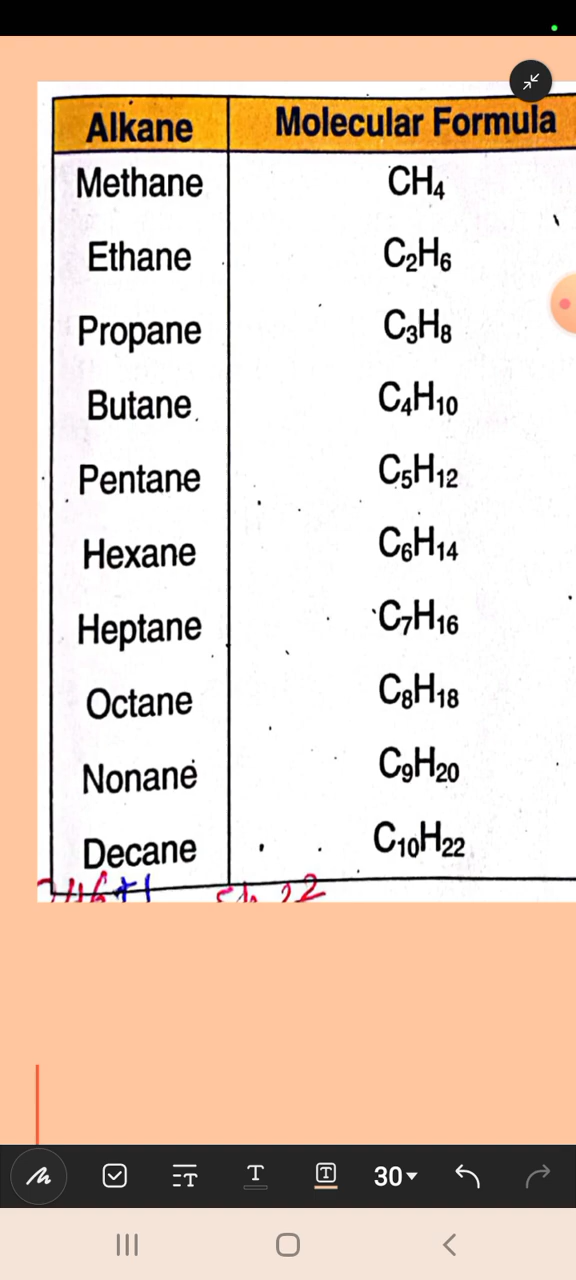 Alkane Molecular Formula
Methane CH₄
Ethane C₂H₆
Propane C₃H₈
Butane C₄H₁₀
Pentane C₅H₁₂
Hexane C₆H₁₄
Heptane C₇H₁₆
Octane C₈H₁₈
Nonane C₉H₂₀
Decane C₁₀H₂₂
T T T 30